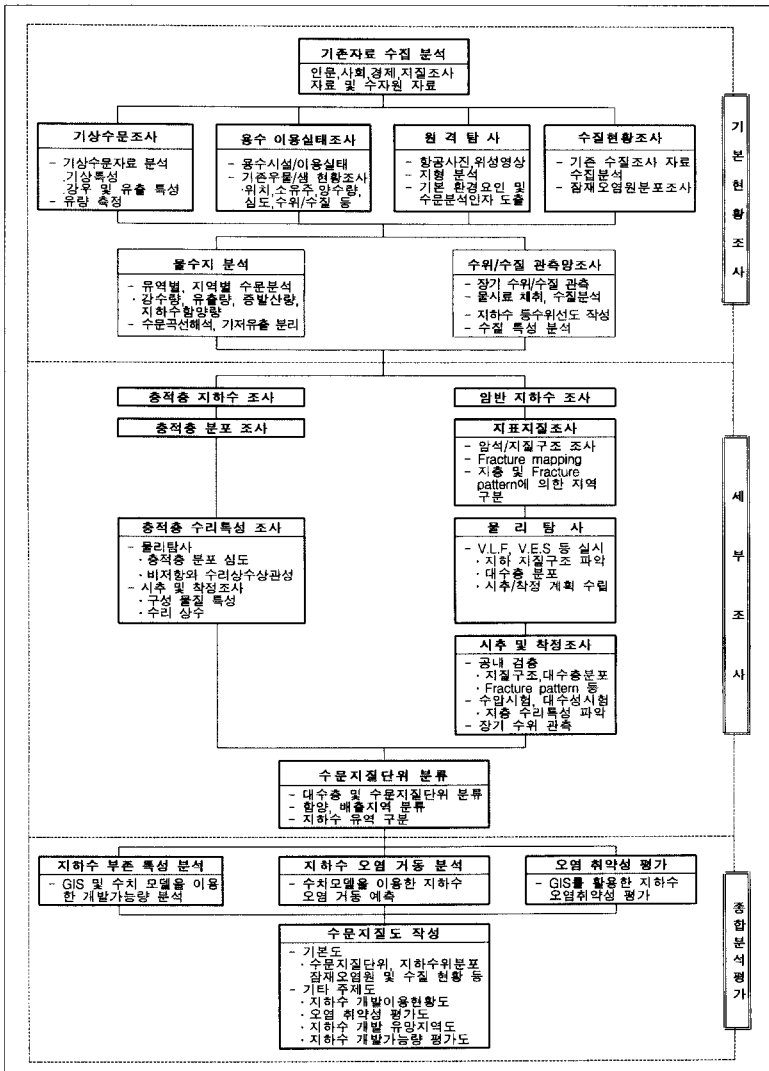 기존자료 수집 분석
인문,사회,경제,지질조사
자료 및 수자원 자료
기상수문조사
- 기상수문자료 분석
.기상특성
.강우 및 유출 특성
- 유량 측정
용수 이용실태조사
- 용수시설/이용실태
- 기존우물/샘 현황조사
·위치,소유주,양수량,
심도,수위/수질 등
원격탐사
- 항공사진,위성영상
- 지형 분석
- 기본 환경요인 및
수문분석인자 도출
수질현황조사
- 기존 수질조사 자료
수집분석
- 잠재오염원분포조사
물수지 분석
- 유역별, 지역별 수문분석
·강수량, 유출량, 증발산량,
지하수함양량
- 수문곡선해석, 기저유출 분리
수위/수질 관측망조사
- 장기 수위/수질 관측
- 물시료 채취, 수질분석
- 지하수 등수위선도 작성
- 수질 특성 분석
기본현황조사
충적층 지하수 조사
충적층 분포 조사
충적층 수리특성 조사
- 물리탐사
·충적층 분포 심도
·비저항와 수리상수상관성
- 시추 및 착정조사
·구성 물질 특성
·수리 상수
암반 지하수 조사
지표지질조사
- 암석/지질구조 조사
- Fracture mapping
- 지층 및 Fracture
pattern에 의한 지역
구분
물리탐사
- V.L.F, V.E.S 등 실시
·지하 지질구조 파악
·대수층 분포
·시추/착정 계획 수립
시추 및 착정조사
- 공내 검층
·지질구조,대수층분포
·Fracture pattern 등
- 수압시험, 대수성시험
·지층 수리특성 파악
- 장기 수위 관측
세부조사
수문지질단위 분류
- 대수층 및 수문지질단위 분류
- 함양, 배출지역 분류
- 지하수 유역 구분
지하수 부존 특성 분석
- GIS 및 수치 모델을 이용
한 개발가능량 분석
지하수 오염 거동 분석
- 수치모델을 이용한 지하수
오염 거동 예측
오염 취약성 평가
- GIS를 활용한 지하수
오염취약성 평가
수문지질도 작성
- 기본도
·수문지질단위, 지하수위분포
잠재오염원 및 수질 현황 등
- 기타 주제도
·지하수 개발이용현황도
·오염 취약성 평가도
·지하수 개발 유망지역도
·지하수 개발가능량 평가도
종합분석평가